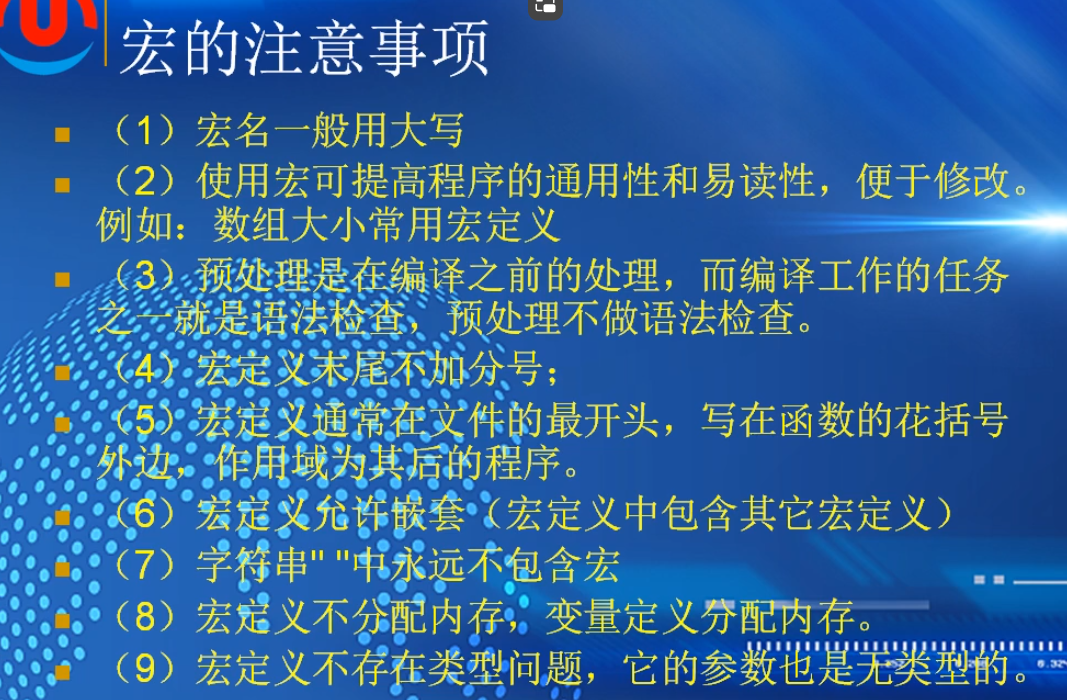 宏的注意事项
（1）宏名一般用大写
（2）使用宏可提高程序的通用性和易读性，便于修改。
例如：数组大小常用宏定义
（3）预处理是在编译之前的处理，而编译工作的任务
之一就是语法检查，预处理不做语法检查。
（4）宏定义末尾不加分号；
（5）宏定义通常在文件的最开头，写在函数的花括号
外边，作用域为其后的程序。
（6）宏定义允许嵌套（宏定义中包含其它宏定义）
（7）字符串" "中永远不包含宏
（8）宏定义不分配内存，变量定义分配内存。
（9）宏定义不存在类型问题，它的参数也是无类型的。